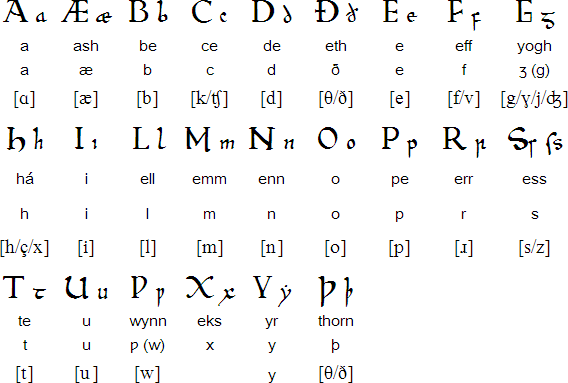 A a Æ æ B b C c D d Ð ð E e F f Ᵹ ᵹ
a ash be ce de eth e eff yogh
a æ b c d ð e f ʒ (g)
[ɑ] [æ] [b] [k/ʧ] [d] [θ/ð] [e] [f/v] [g/ɣ/j/ʤ]
H h I ı L l M m N n O o P p R ꞃ S ꞅ ſ s
há i ell emm enn o pe err ess
h i l m n o p r s
[h/ç/x] [i] [l] [m] [n] [o] [p] [ɹ] [s/z]
T ꞇ U u Ƿ ƿ X x Y ẏ Þ þ
te u wynn eks yr thorn
t u p (w) x y þ
[t] [u] [w] y [θ/ð]